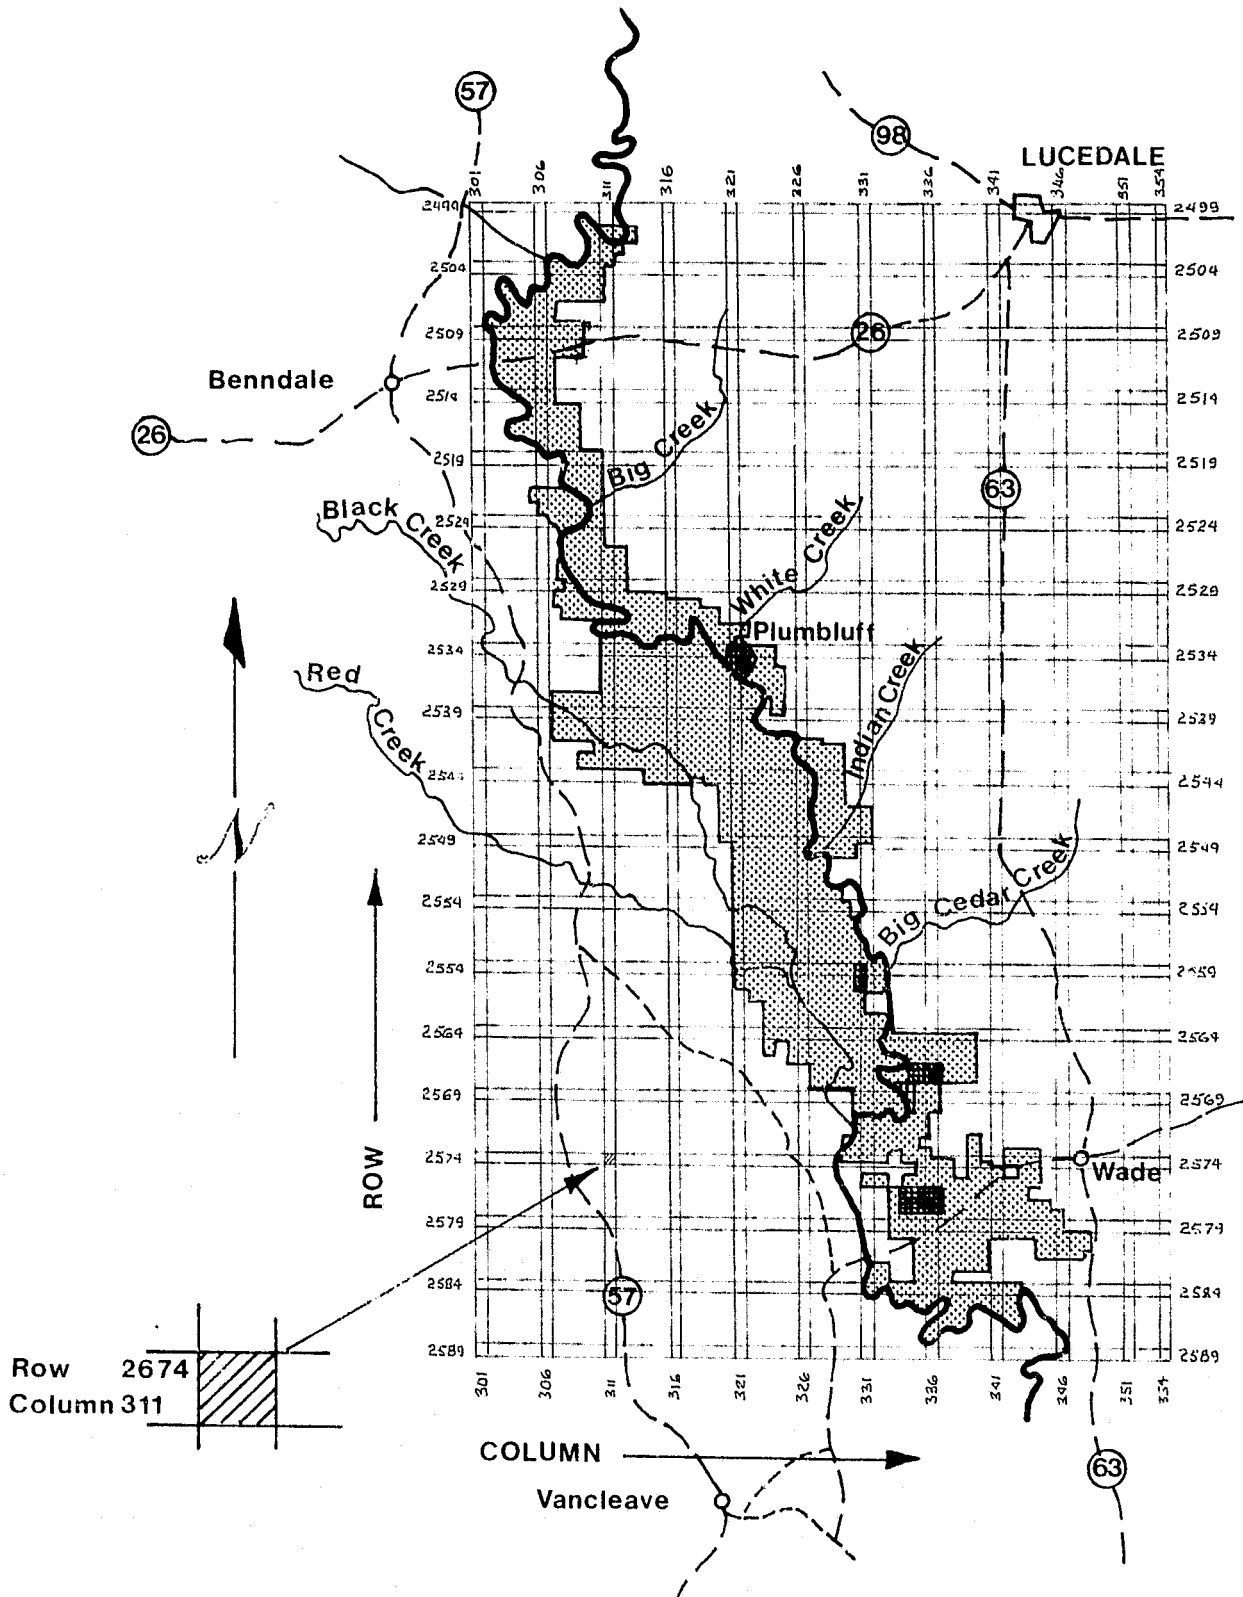 57
98
LUCEDALE
301 306 311 316 321 326 331 336 341 346 351 354
2499 2499
2504 2504
2509 2509
26
Benndale
2514 2514
26
Big Creek
2519 2519
63
Black Creek
2524 2524
White Creek
2529 2529
Plumbluff
2534 2534
Red Creek
Indian Creek
2539 2539
2544
2549 2549
Big Cedar Creek
2554 2554
2559
2564 2564
2569 2569
ROW
2574 2574
Wade
2579 2579
2584 2584
57
2589 2589
Row 2674
Column 311
301 306 311 316 321 326 331 336 341 346 351 354
COLUMN
63
Vancleave